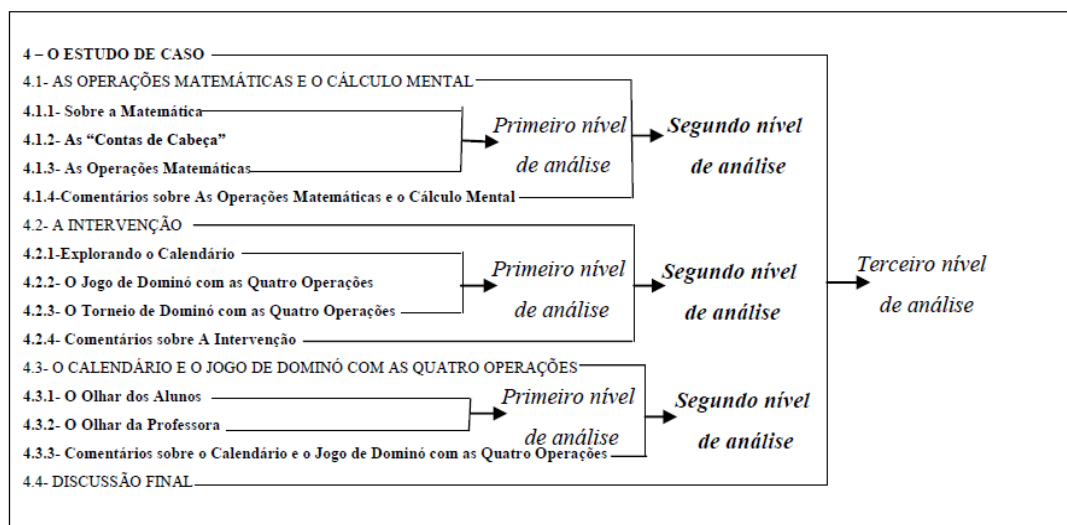 4 – O ESTUDO DE CASO
4.1- AS OPERAÇÕES MATEMÁTICAS E O CÁLCULO MENTAL
4.1.1- Sobre a Matemática
4.1.2- As “Contas de Cabeça”
4.1.3- As Operações Matemáticas
4.1.4-Comentários sobre As Operações Matemáticas e o Cálculo Mental
Primeiro nível
de análise
Segundo nível
de análise
4.2- A INTERVENÇÃO
4.2.1-Explorando o Calendário
4.2.2- O Jogo de Dominó com as Quatro Operações
4.2.3- O Torneio de Dominó com as Quatro Operações
4.2.4- Comentários sobre A Intervenção
Primeiro nível
de análise
Segundo nível
de análise
Terceiro nível
de análise
4.3- O CALENDÁRIO E O JOGO DE DOMINÓ COM AS QUATRO OPERAÇÕES
4.3.1- O Olhar dos Alunos
4.3.2- O Olhar da Professora
4.3.3- Comentários sobre o Calendário e o Jogo de Dominó com as Quatro Operações
Primeiro nível
de análise
Segundo nível
de análise
4.4- DISCUSSÃO FINAL